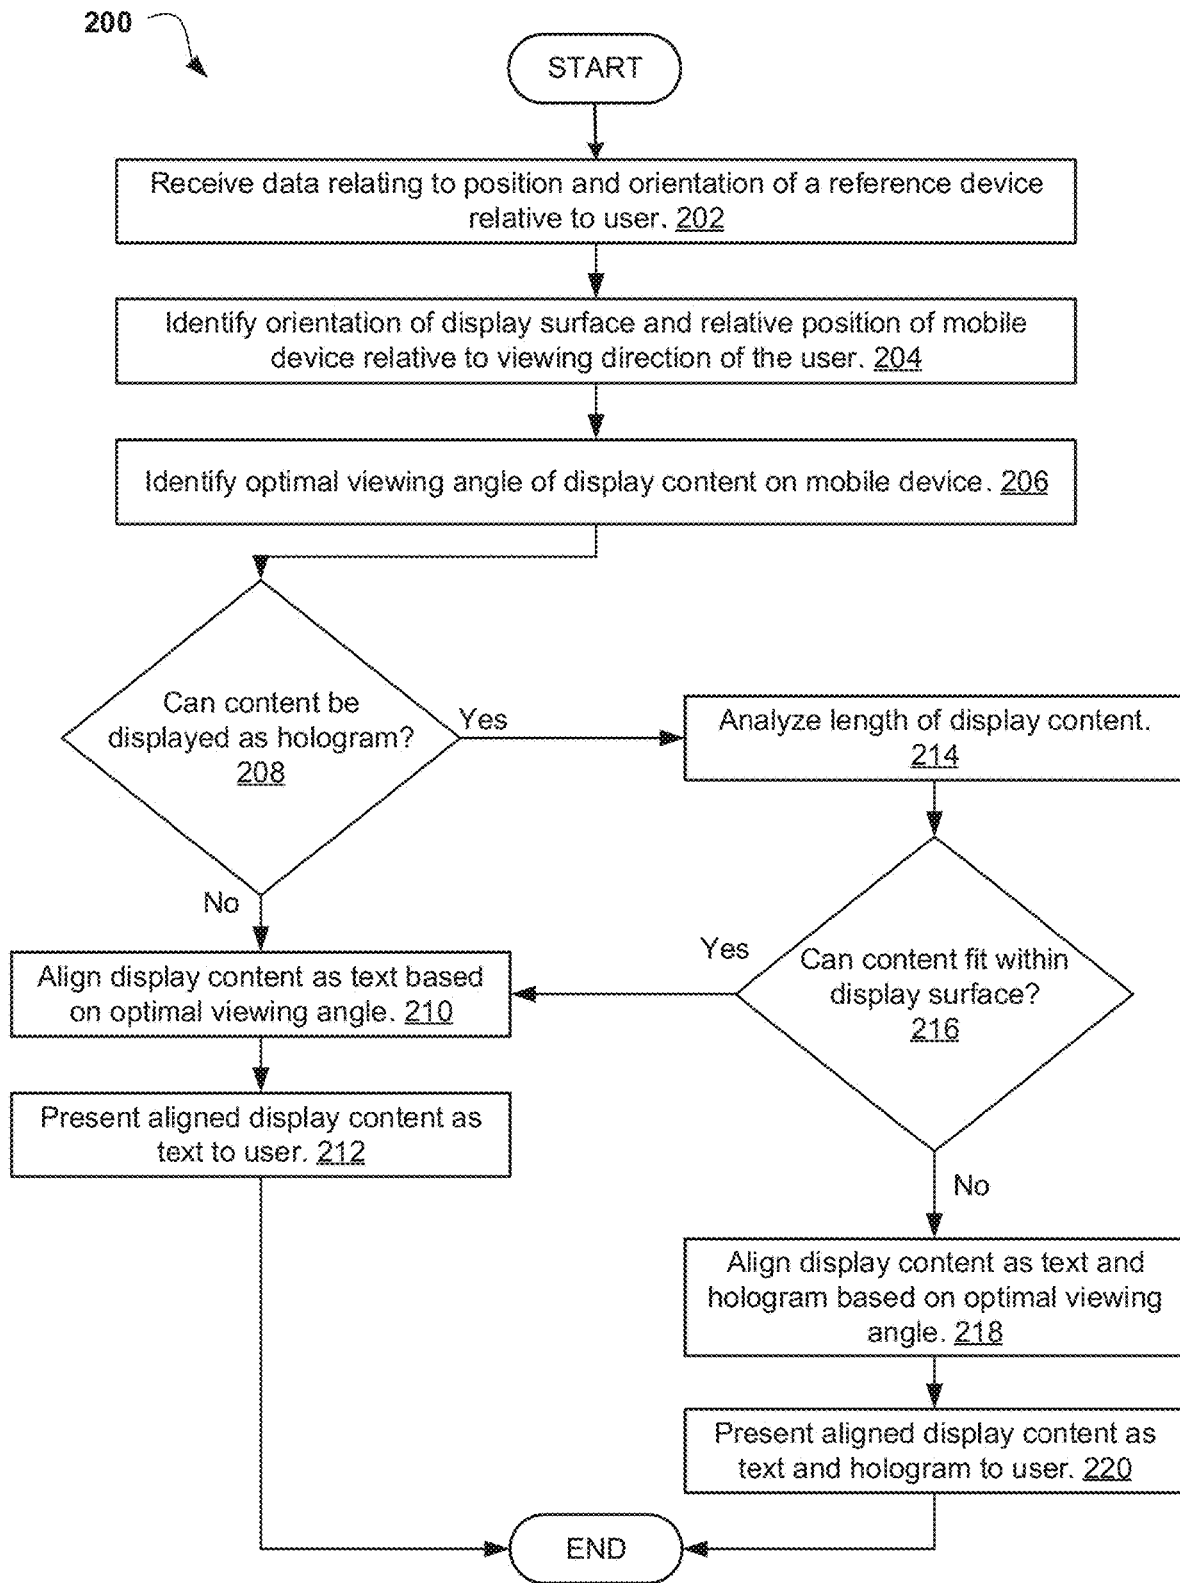 200
START
Receive data relating to position and orientation of a reference device
relative to user. 202
Identify orientation of display surface and relative position of mobile
device relative to viewing direction of the user. 204
Identify optimal viewing angle of display content on mobile device. 206
Can content be
displayed as hologram?
208
Yes
No
Analyze length of display content.
214
Can content fit within
display surface?
216
Yes
No
Align display content as text based
on optimal viewing angle. 210
Present aligned display content as
text to user. 212
Align display content as text and
hologram based on optimal viewing
angle. 218
Present aligned display content as
text and hologram to user. 220
END